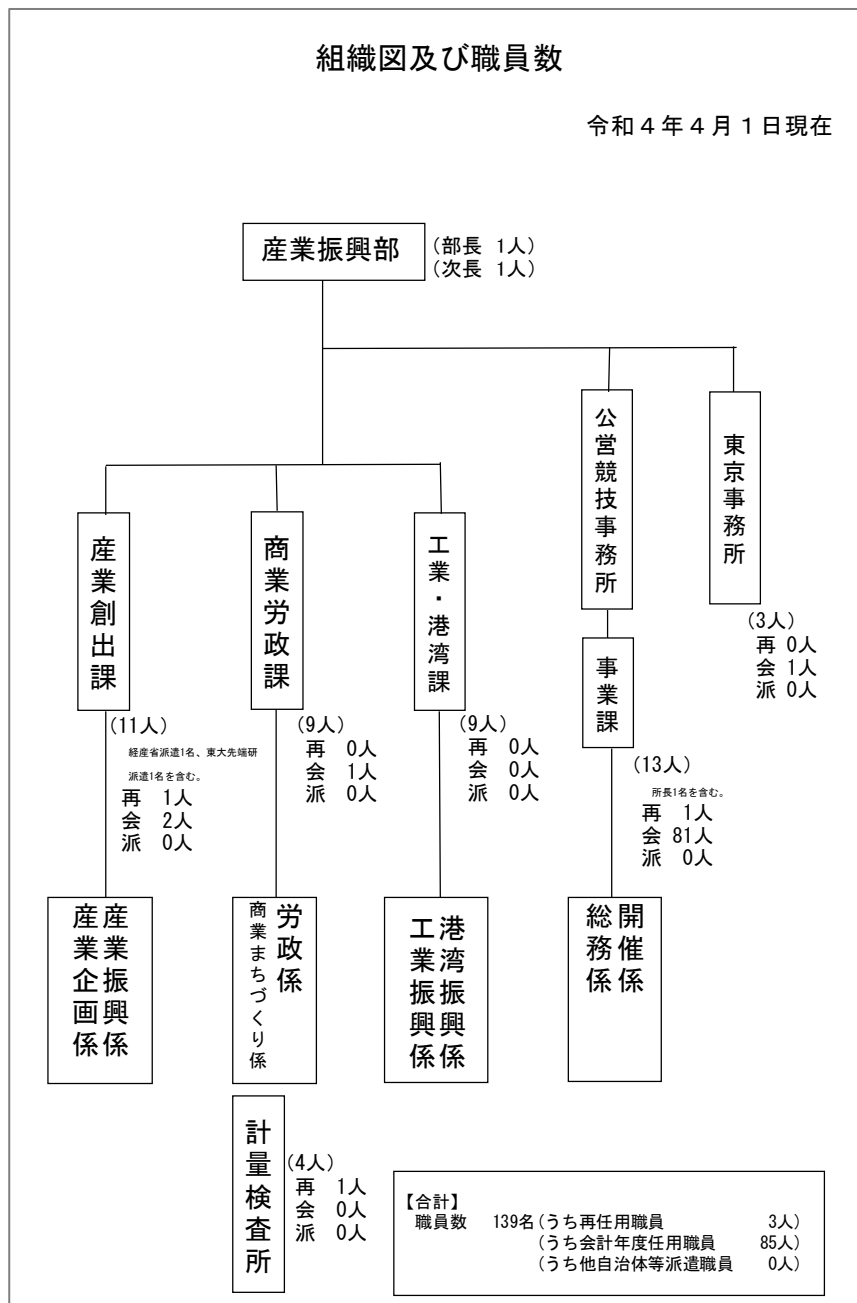 組織図及び職員数
令和４年４月１日現在
産業振興部
(部長 1人)
(次長 1人)
産業創出課
(11人)
経産省派遣1名、東大先端研
派遣1名を含む。
再 1人
会 2人
派 0人
産業振興係
産業企画係
商業労政課
(9人)
再 0人
会 1人
派 0人
労政係
商業まちづくり係
計量検査所
(4人)
再 1人
会 0人
派 0人
工業・港湾課
(9人)
再 0人
会 0人
派 0人
港湾振興係
工業振興係
公営競技事務所
事業課
(13人)
所長1名を含む。
再 1人
会 81人
派 0人
開催係
総務係
東京事務所
(3人)
再 0人
会 1人
派 0人
【合計】
職員数 139名(うち再任用職員 3人)
(うち会計年度任用職員 85人)
(うち他自治体等派遣職員 0人)